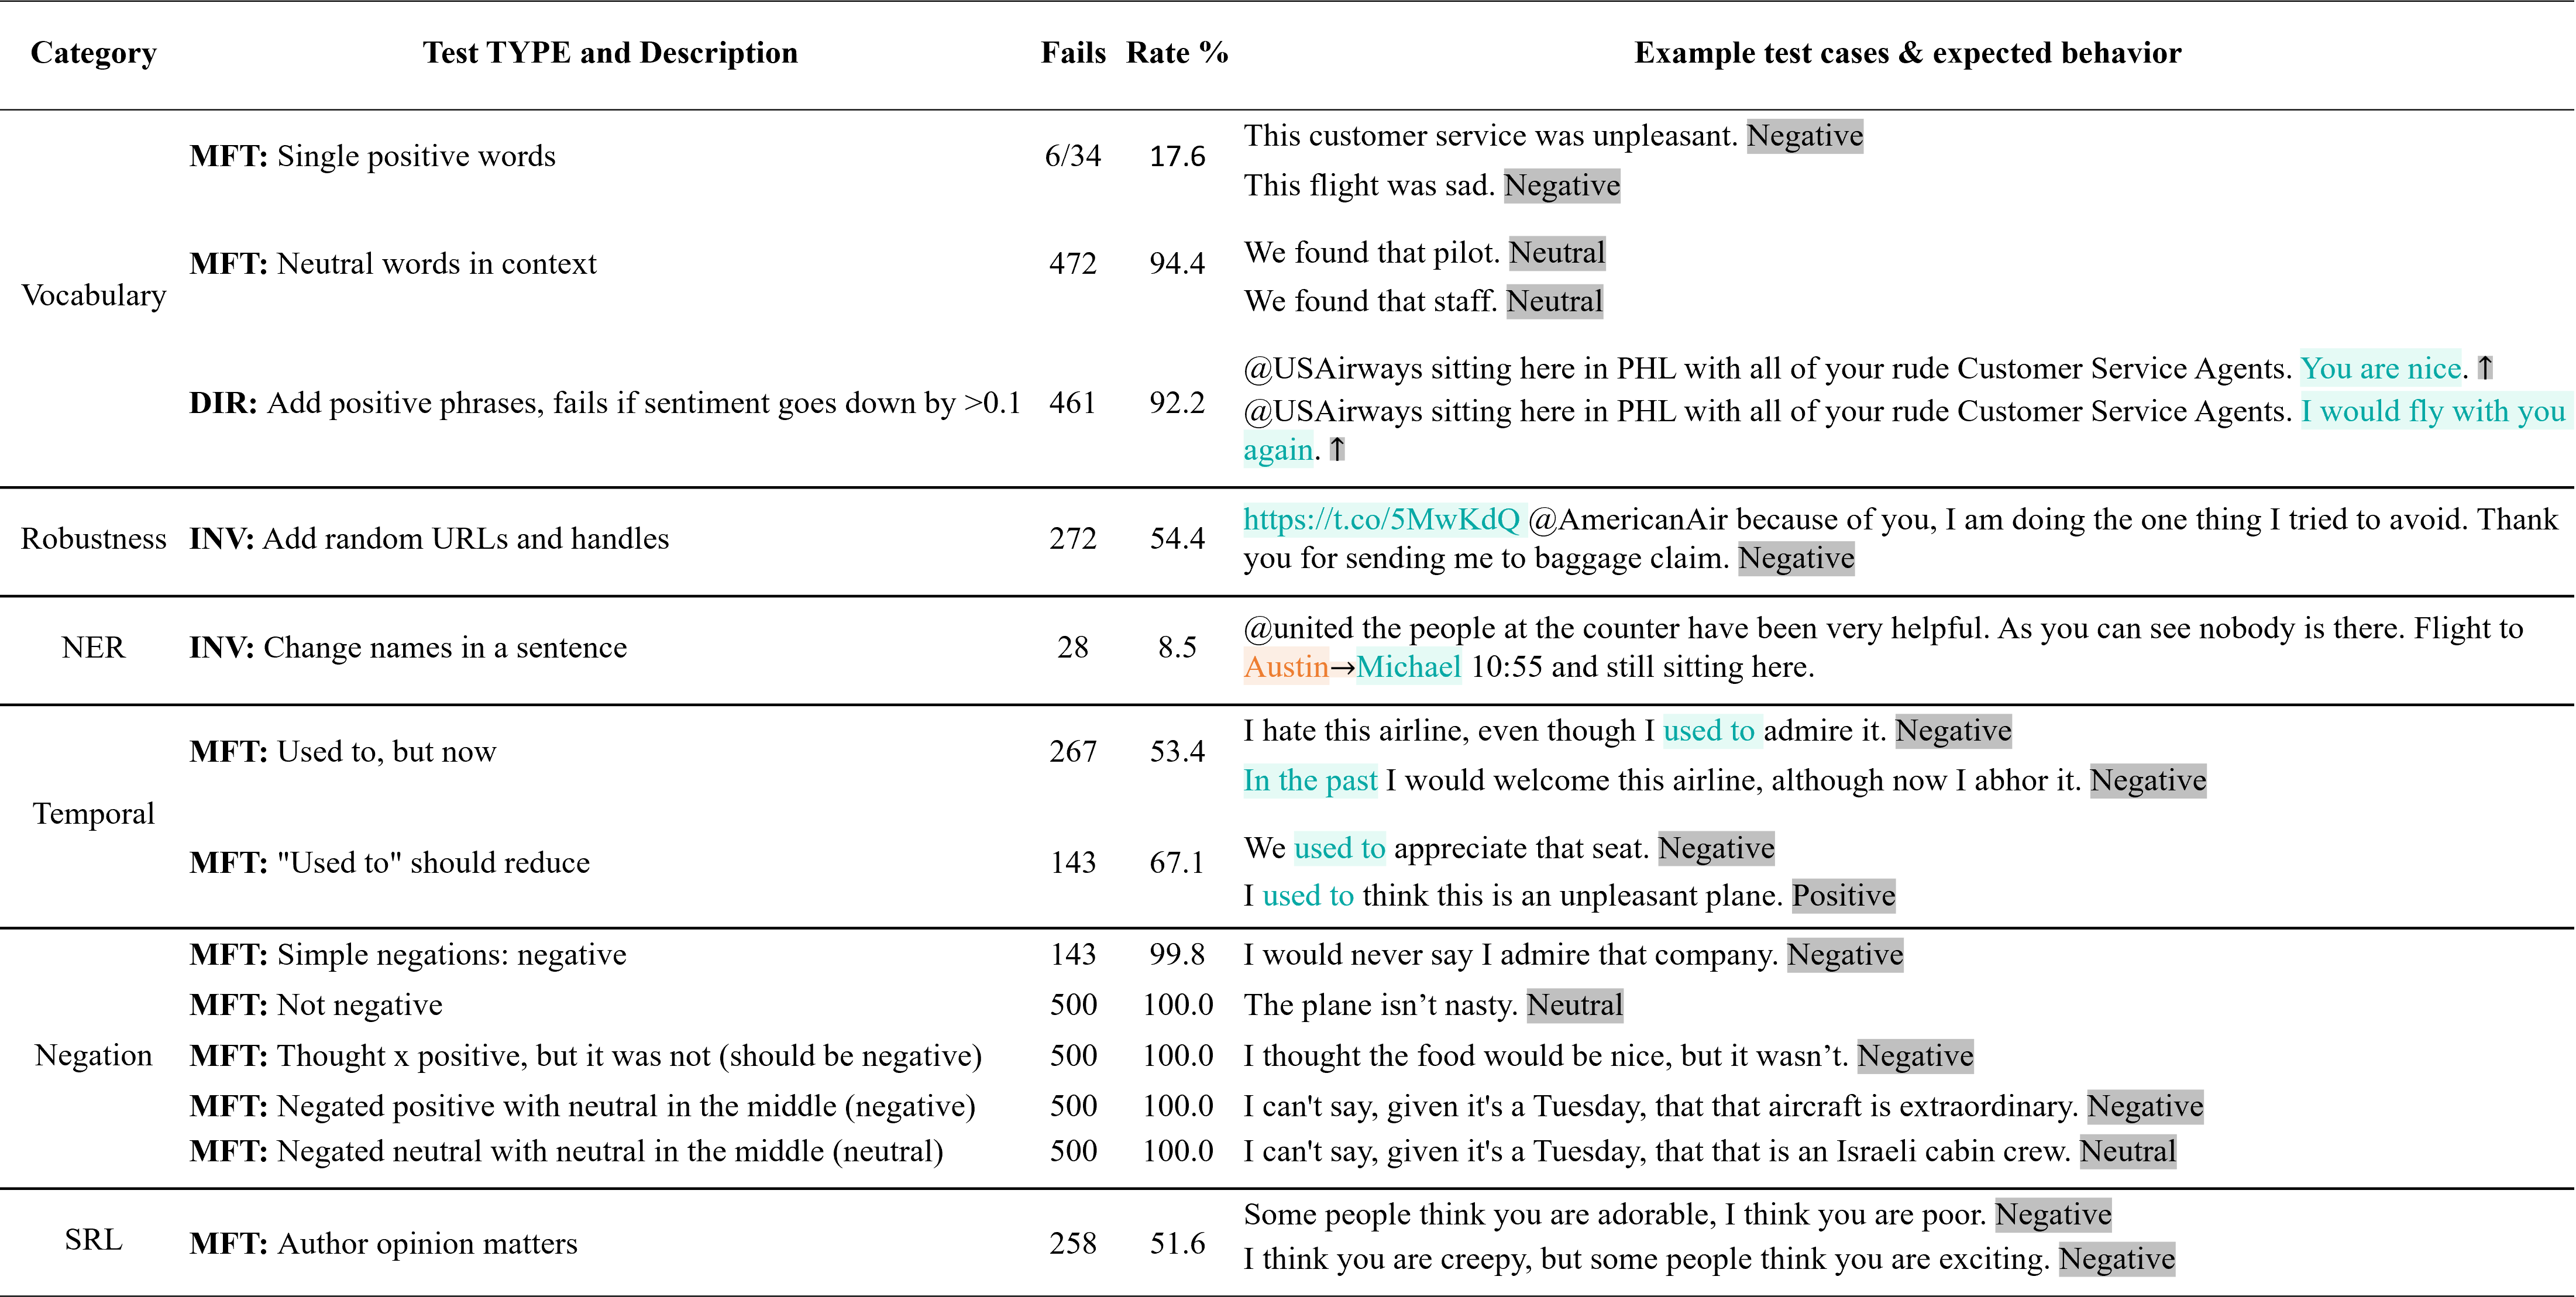 Category Test TYPE and Description Fails Rate % Example test cases & expected behavior
Vocabulary
MFT: Single positive words 6/34 17.6
This customer service was unpleasant. Negative
This flight was sad. Negative
MFT: Neutral words in context 472 94.4
We found that pilot. Neutral
We found that staff. Neutral
DIR: Add positive phrases, fails if sentiment goes down by >0.1 461 92.2
@USAirways sitting here in PHL with all of your rude Customer Service Agents. You are nice. ↑
@USAirways sitting here in PHL with all of your rude Customer Service Agents. I would fly with you
again. ↑
Robustness INV: Add random URLs and handles 272 54.4
https://t.co/5MwKdQ @AmericanAir because of you, I am doing the one thing I tried to avoid. Thank
you for sending me to baggage claim. Negative
NER INV: Change names in a sentence 28 8.5
@united the people at the counter have been very helpful. As you can see nobody is there. Flight to
Austin→Michael 10:55 and still sitting here.
Temporal
MFT: Used to, but now 267 53.4
I hate this airline, even though I used to admire it. Negative
In the past I would welcome this airline, although now I abhor it. Negative
MFT: "Used to" should reduce 143 67.1
We used to appreciate that seat. Negative
I used to think this is an unpleasant plane. Positive
Negation
MFT: Simple negations: negative 143 99.8 I would never say I admire that company. Negative
MFT: Not negative 500 100.0 The plane isn’t nasty. Neutral
MFT: Thought x positive, but it was not (should be negative) 500 100.0 I thought the food would be nice, but it wasn’t. Negative
MFT: Negated positive with neutral in the middle (negative) 500 100.0 I can't say, given it's a Tuesday, that that aircraft is extraordinary. Negative
MFT: Negated neutral with neutral in the middle (neutral) 500 100.0 I can't say, given it's a Tuesday, that that is an Israeli cabin crew. Neutral
SRL MFT: Author opinion matters 258 51.6
Some people think you are adorable, I think you are poor. Negative
I think you are creepy, but some people think you are exciting. Negative